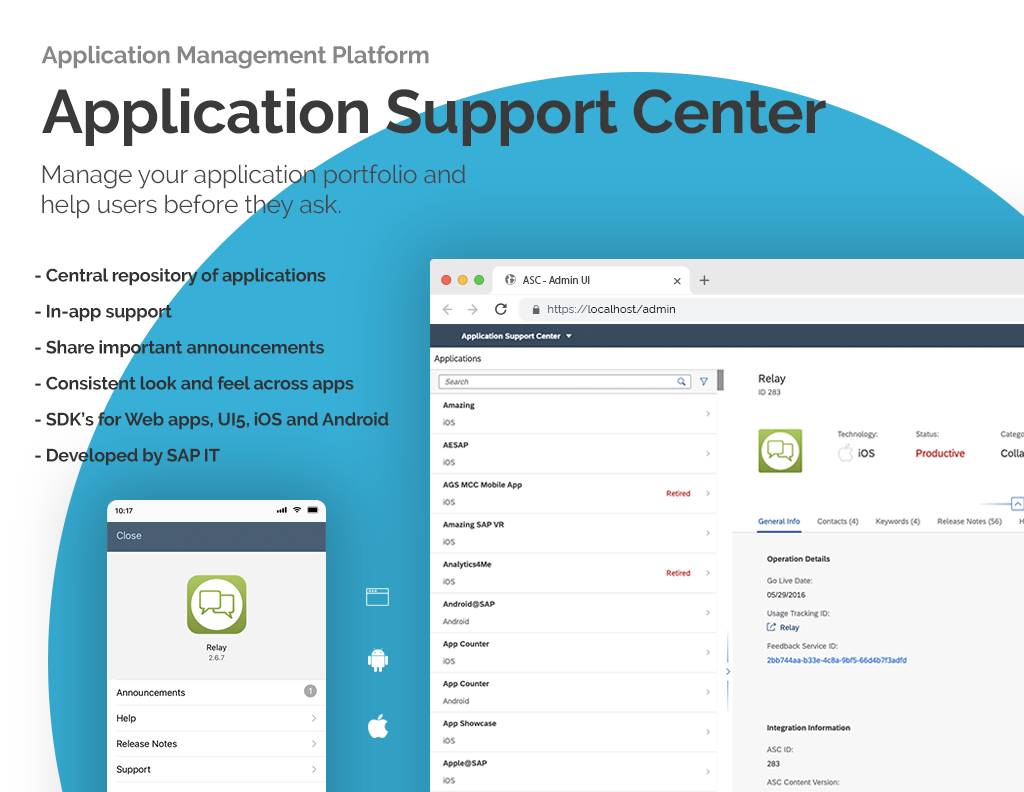 Application Management Platform
Application Support Center
Manage your application portfolio and
help users before they ask.
- Central repository of applications
- In-app support
- Share important announcements
- Consistent look and feel across apps
- SDK's for Web apps, UI5, iOS and Android
- Developed by SAP IT
10:17
Close
Relay
2.6.7
Announcements 1
Help
Release Notes
Support
ASC - Admin UI
https://localhost/admin
Application Support Center
Applications
Search
Amazing
iOS
AESAP
iOS
AGS MCC Mobile App
Retired
iOS
Amazing SAP VR
iOS
Analytics4Me
Retired
iOS
Android@SAP
Android
App Counter
iOS
App Counter
Android
App Showcase
iOS
Apple@SAP
iOS
Relay
ID 283
Technology: Status: Catego
iOS Productive Colla
General Info Contacts (4) Keywords (4) Release Notes (56) H
Operation Details
Go Live Date:
05/29/2016
Usage Tracking ID:
Relay
Feedback Service ID:
2bb744aa-b33e-4c8a-9bf5-66d4b7f3adfd
Integration Information
ASC ID:
283
ASC Content Version: